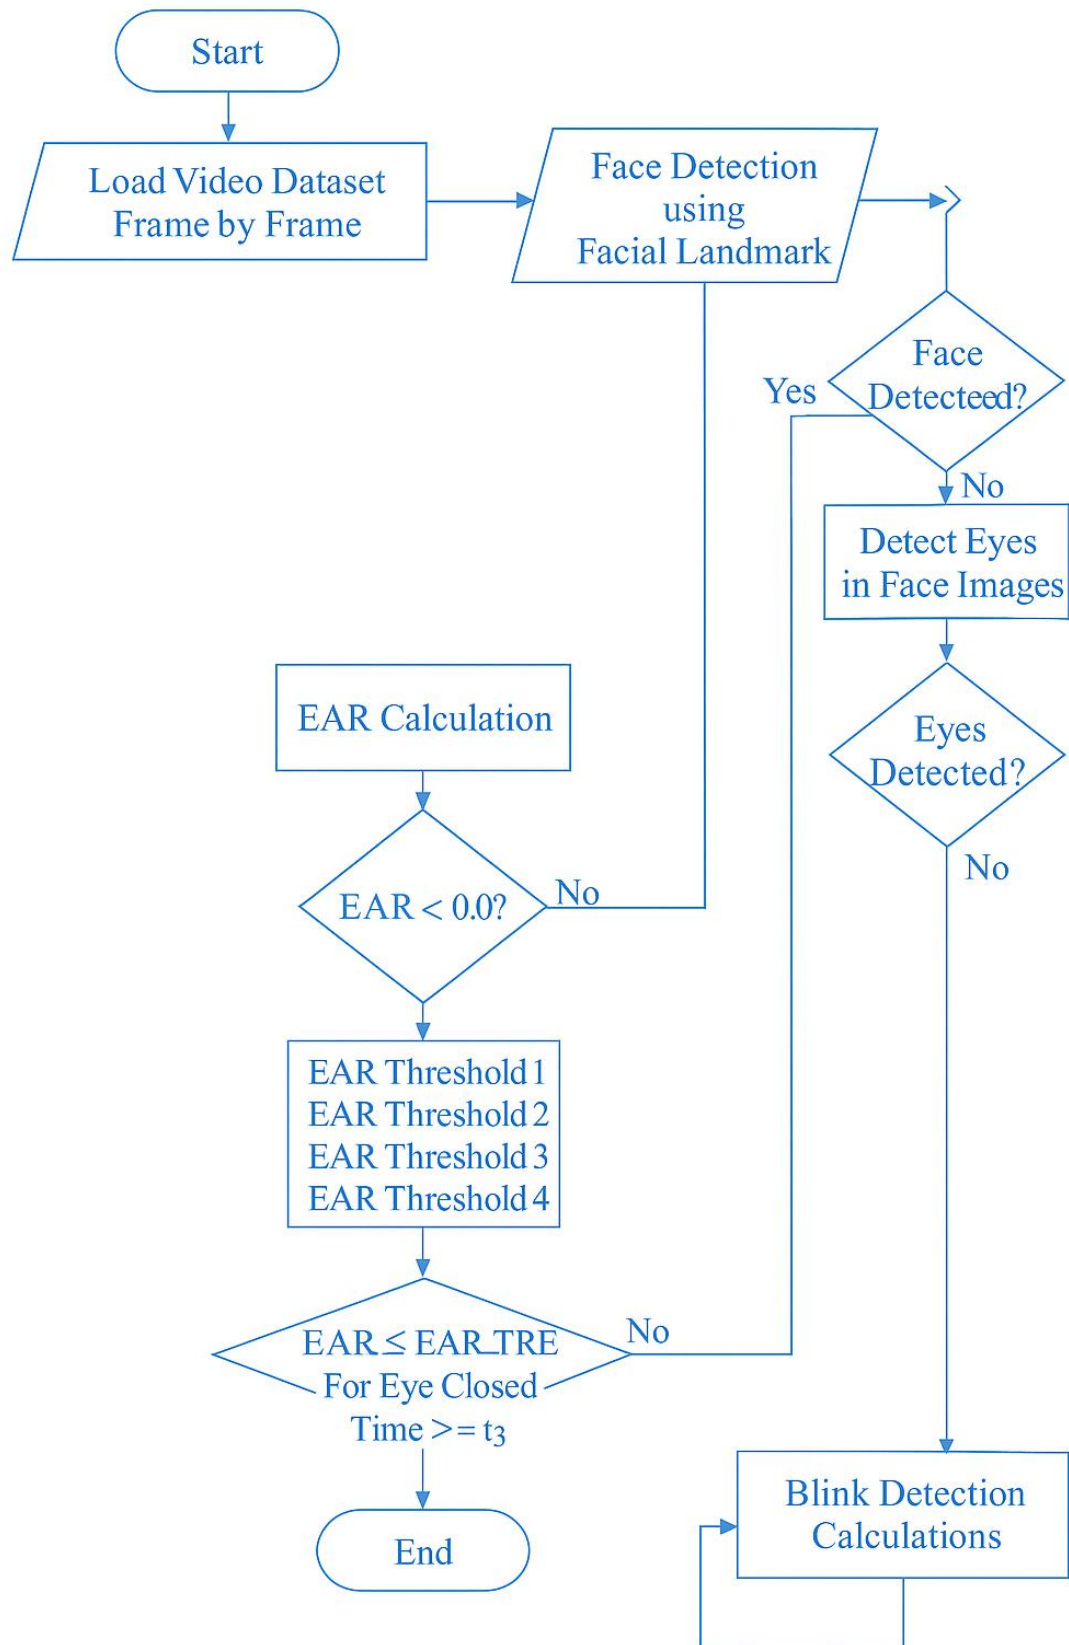 Start
Load Video Dataset
Frame by Frame
Face Detection
using
Facial Landmark
Face
Detecteed?
Yes
No
Detect Eyes
in Face Images
Eyes
Detected?
No
EAR Calculation
EAR < 0.0?
No
EAR Threshold 1
EAR Threshold 2
EAR Threshold 3
EAR Threshold 4
EAR ≤ EAR_TRE
For Eye Closed
Time >= t₃
No
End
Blink Detection
Calculations